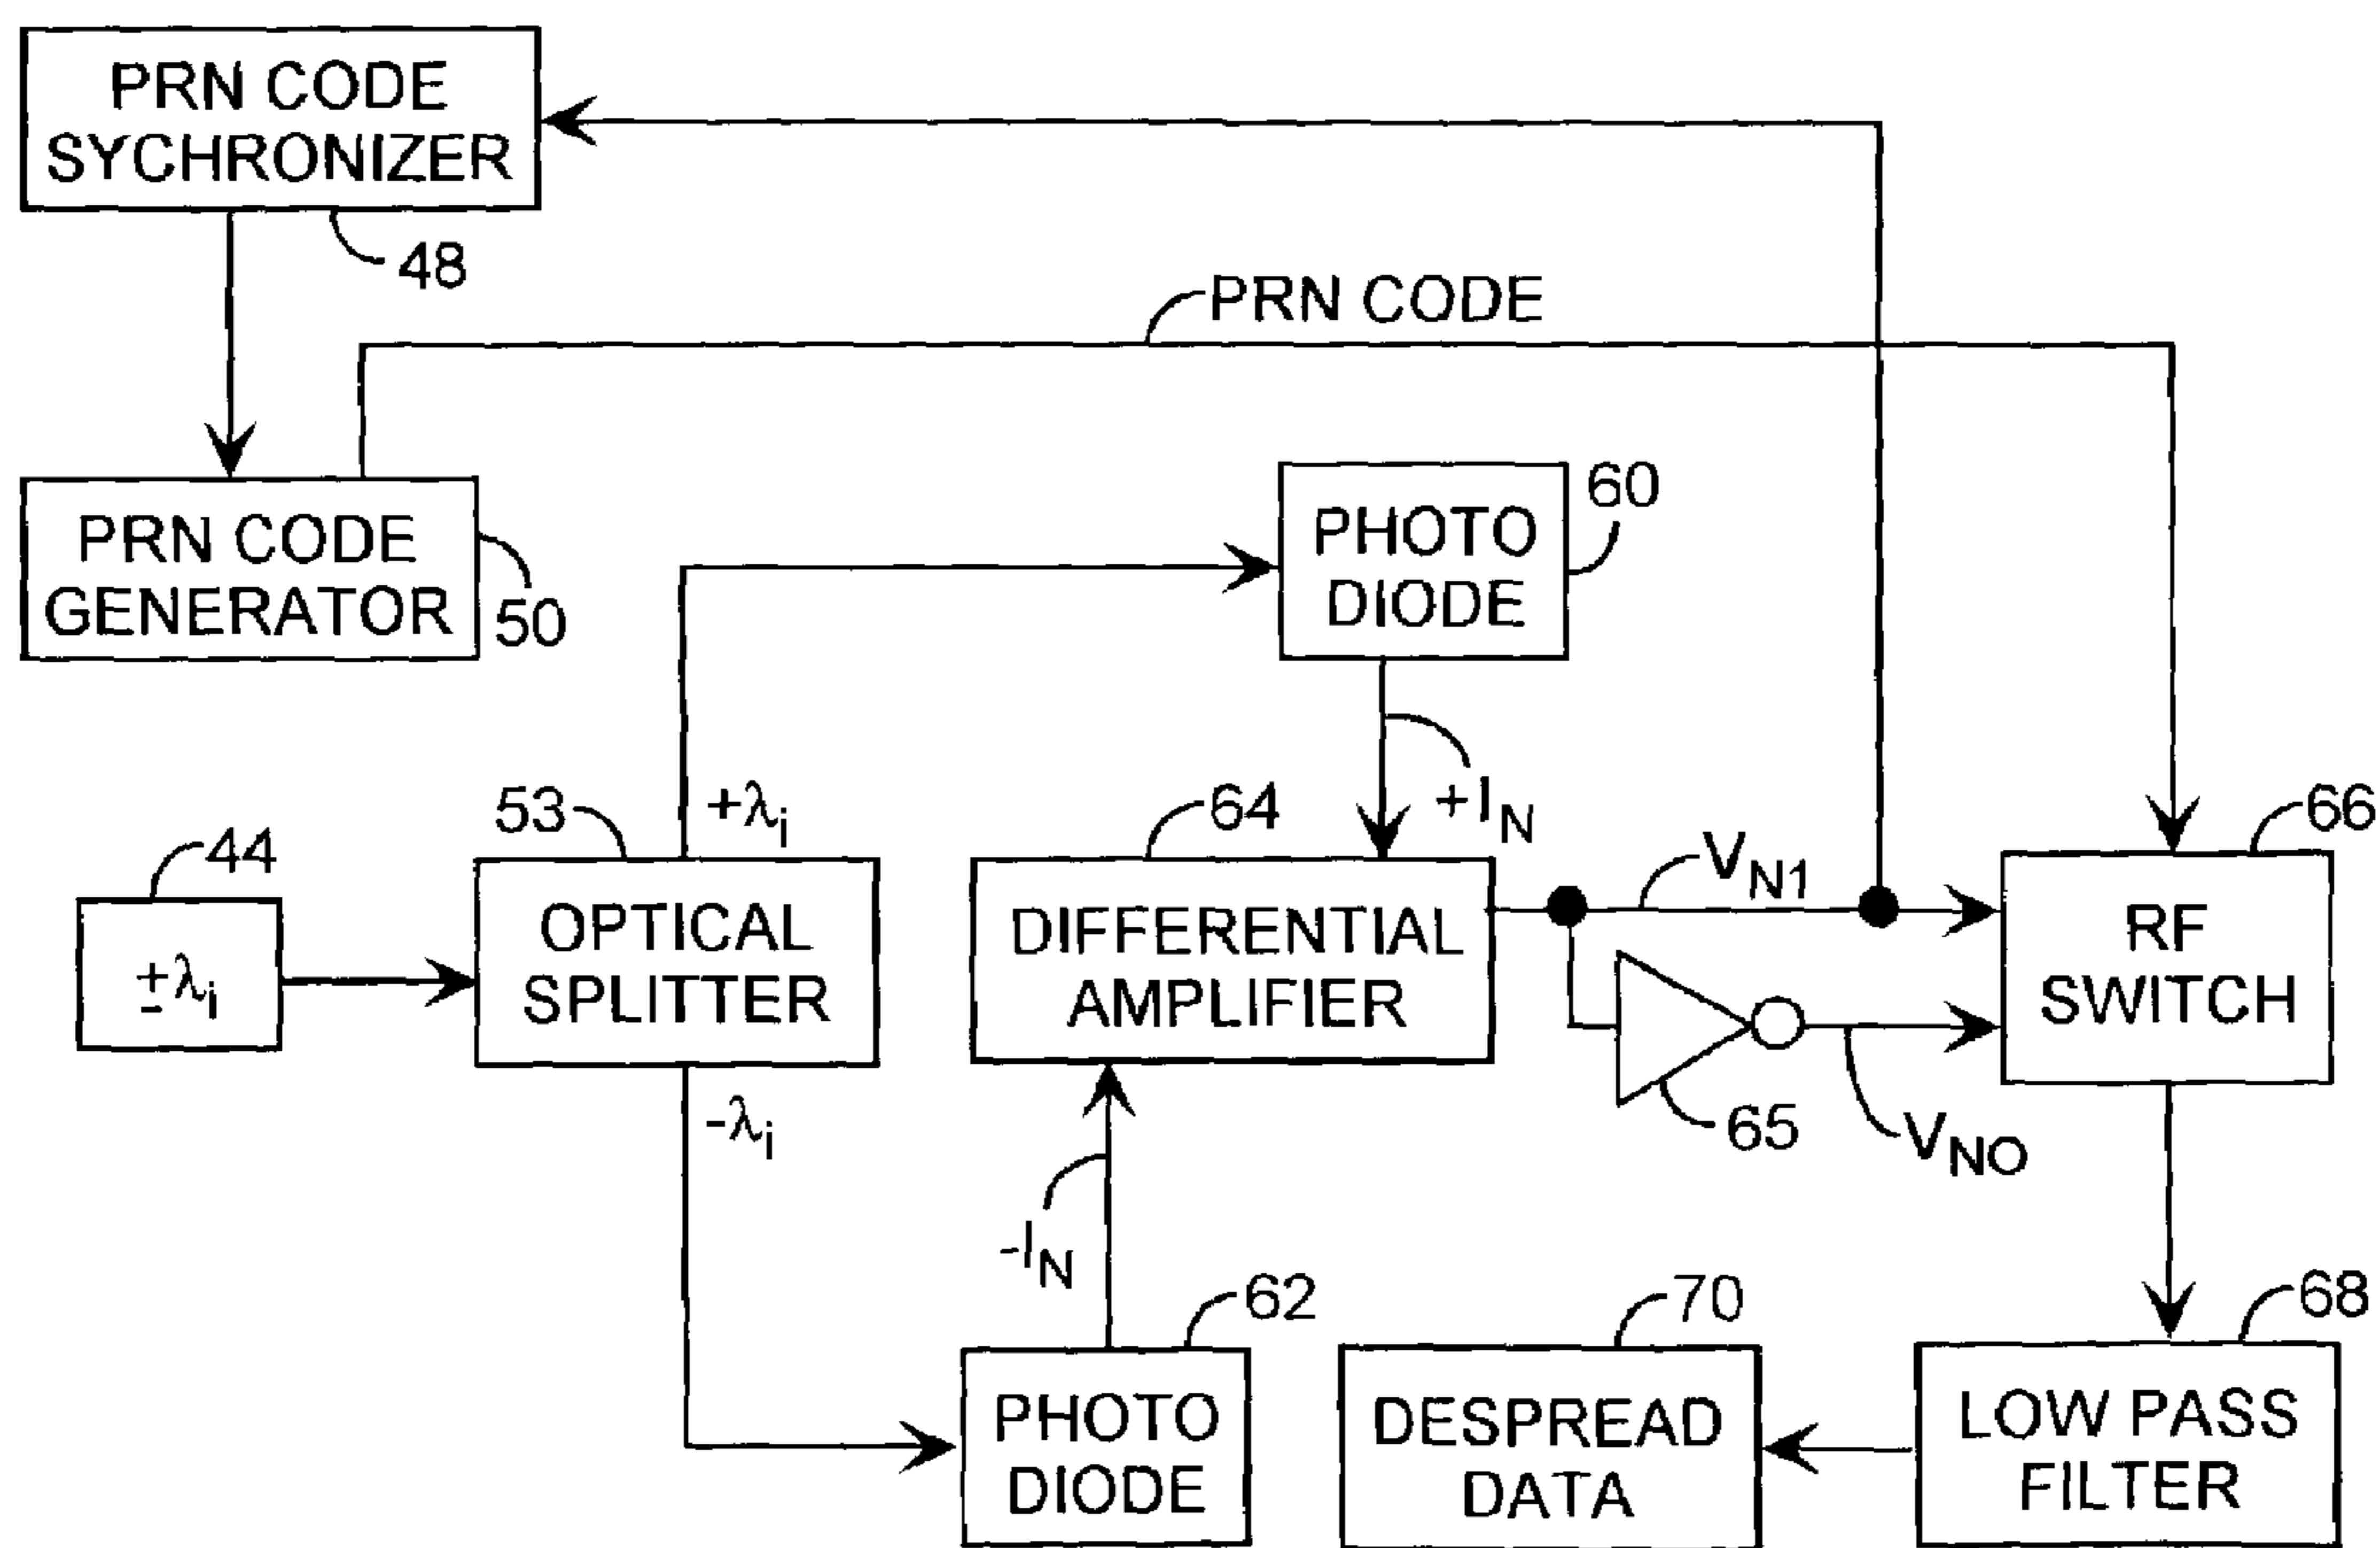 PRN CODE
SYCHRONIZER
48
PRN CODE
PRN CODE
GENERATOR
50
PHOTO
DIODE
60
+λi
+IN
53
64
66
44
±λi
OPTICAL
SPLITTER
DIFFERENTIAL
AMPLIFIER
VN1
RF
SWITCH
-λi
65
VNO
-IN
62
70
68
PHOTO
DIODE
DESPREAD
DATA
LOW PASS
FILTER